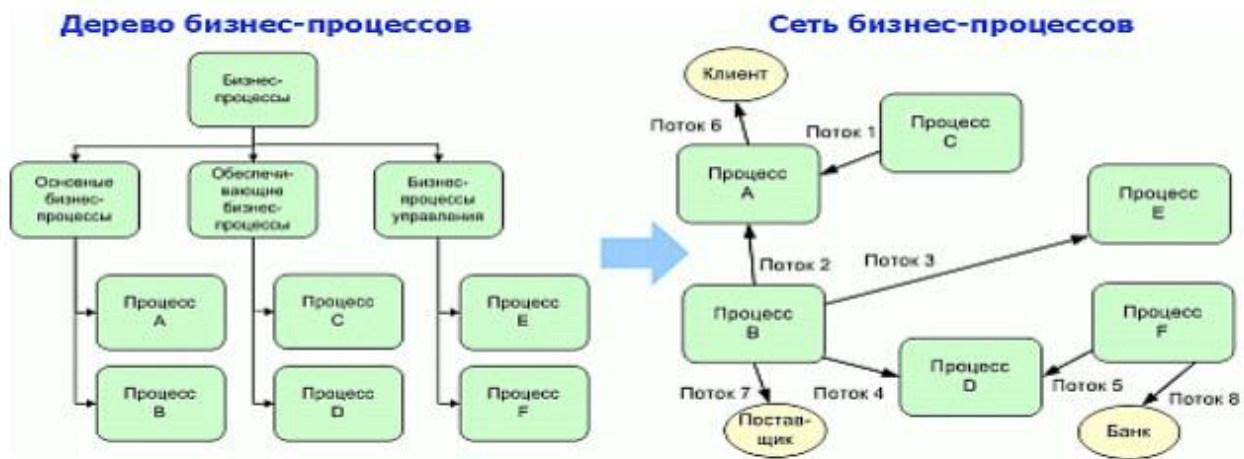 Дерево бизнес-процессов
Бизнес-
процессы
Основные
бизнес-
процессы
Обеспечи-
вающие
бизнес-
процессы
Бизнес-
процессы
управления
Процесс
A
Процесс
C
Процесс
E
Процесс
B
Процесс
D
Процесс
F
Сеть бизнес-процессов
Клиент
Поток 6
Поток 1
Процесс
C
Процесс
A
Процесс
E
Поток 2
Поток 3
Процесс
B
Процесс
F
Процесс
D
Поток 7
Поток 4
Поток 5
Поток 8
Постав-
щик
Банк